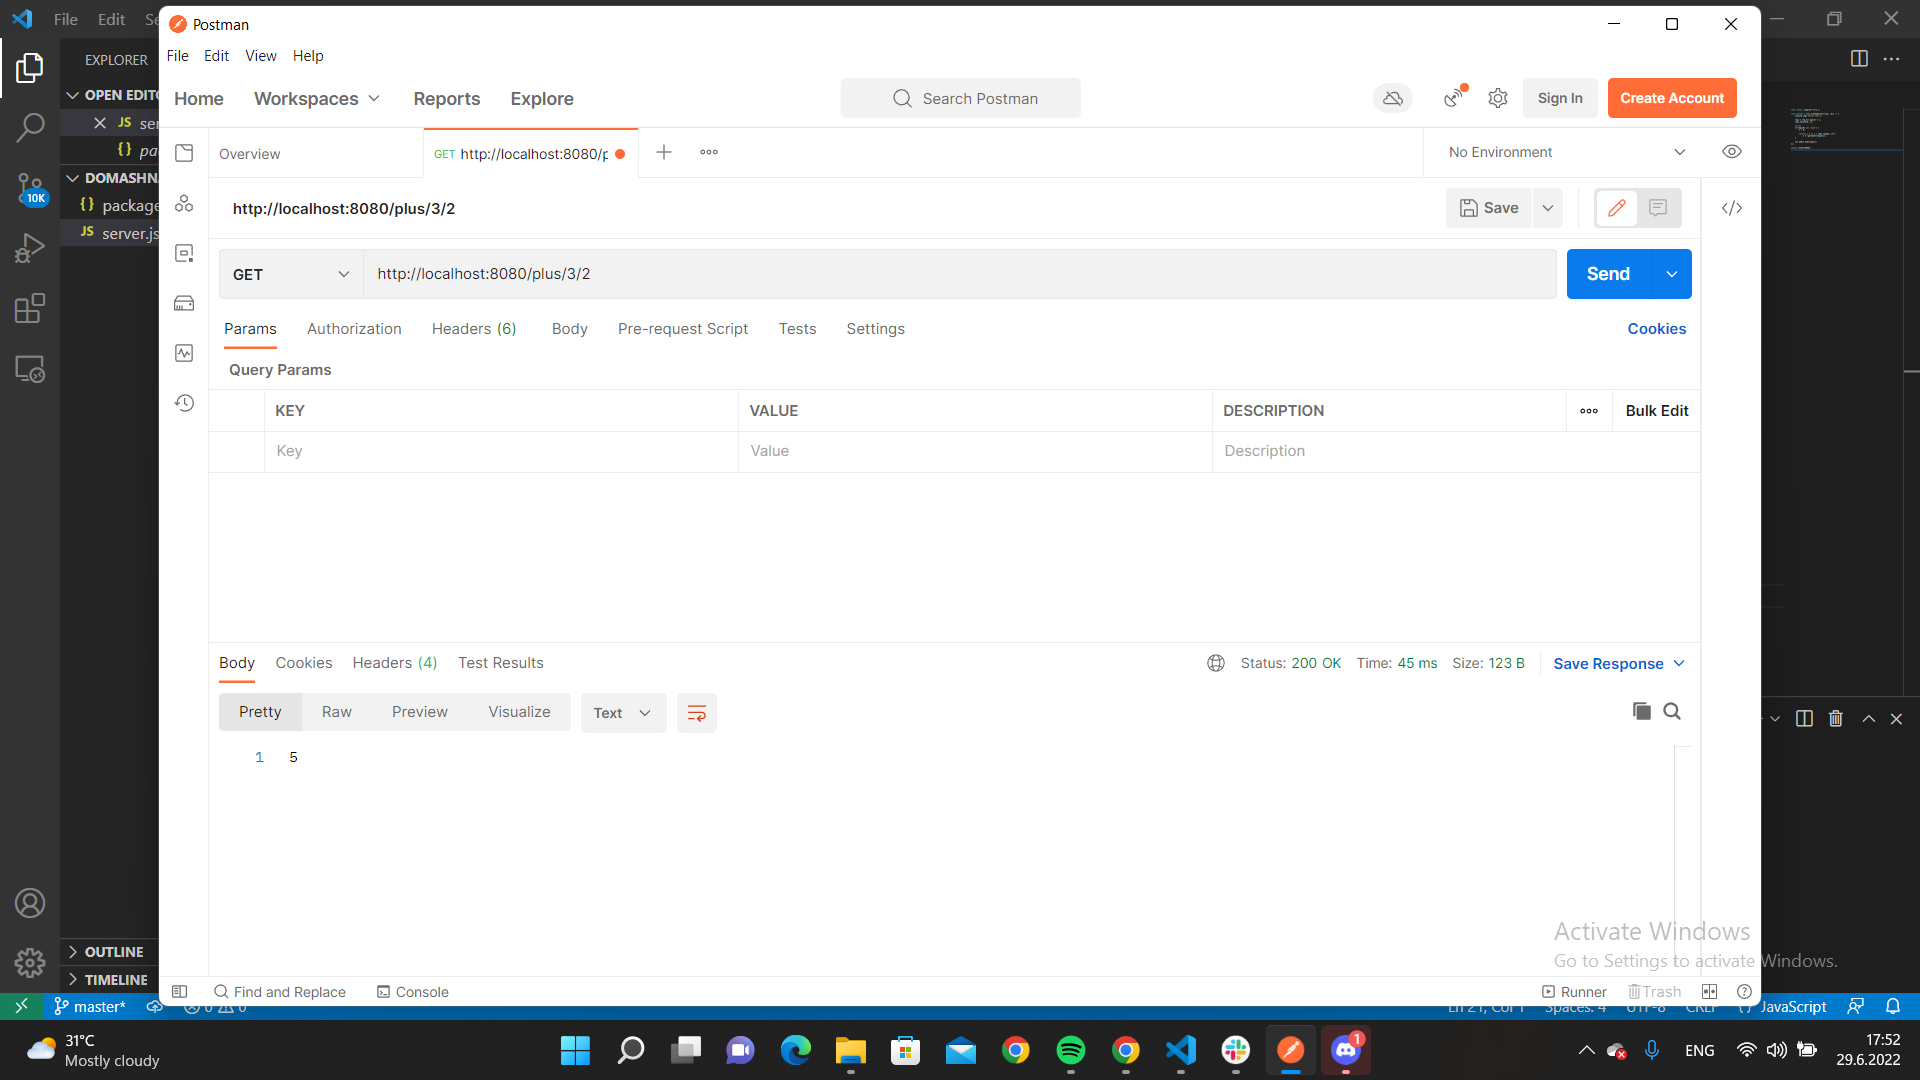 File Edit Se
Postman
File Edit View Help
EXPLORER
OPEN EDITO
JS ser
{} pac
DOMASHNA
{} package
JS server.js
10K
OUTLINE
TIMELINE
Home Workspaces Reports Explore
Search Postman
Sign In
Create Account
Overview
GET http://localhost:8080/p
No Environment
http://localhost:8080/plus/3/2
Save
GET
http://localhost:8080/plus/3/2
Send
Params Authorization Headers (6) Body Pre-request Script Tests Settings
Cookies
Query Params
KEY VALUE DESCRIPTION Bulk Edit
Key Value Description
Body Cookies Headers (4) Test Results
Status: 200 OK Time: 45 ms Size: 123 B
Save Response
Pretty Raw Preview Visualize Text
1 5
Activate Windows
Go to Settings to activate Windows.
Find and Replace Console
Runner Trash
master* 0 0
Ln 21, Col 1 Spaces: 4 UTF-8 CRLF {} JavaScript
31°C
Mostly cloudy
1
ENG
17:52
29.6.2022